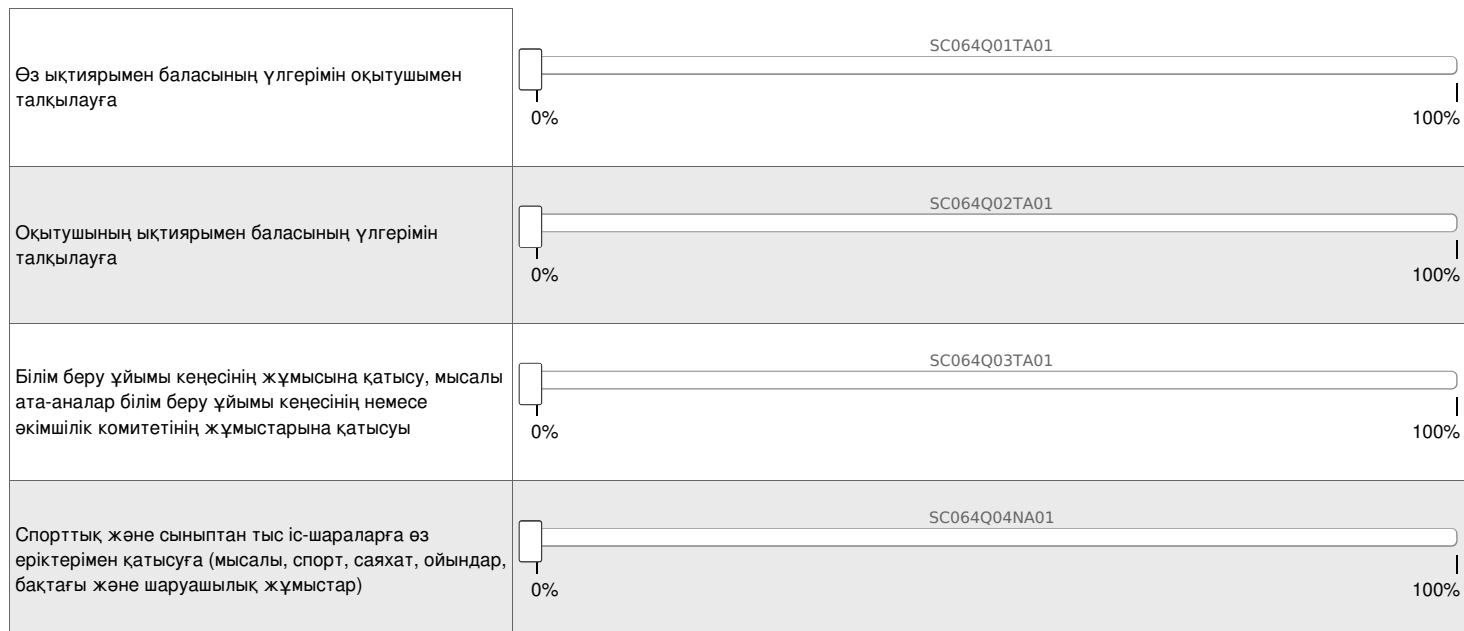 SC064Q01TA01
Өз ықтиярымен баласының үлгерімін оқытушымен
талқылауға
0%
100%
SC064Q02TA01
Оқытушының ықтиярымен баласының үлгерімін
талқылауға
0%
100%
SC064Q03TA01
Білім беру ұйымы кеңесінің жұмысына қатысу, мысалы
ата-аналар білім беру ұйымы кеңесінің немесе
әкімшілік комитетінің жұмыстарына қатысуы
0%
100%
SC064Q04NA01
Спорттық және сыныптан тыс іс-шараларға өз
еріктерімен қатысуға (мысалы, спорт, саяхат, ойындар,
бақтағы және шаруашылық жұмыстар)
0%
100%